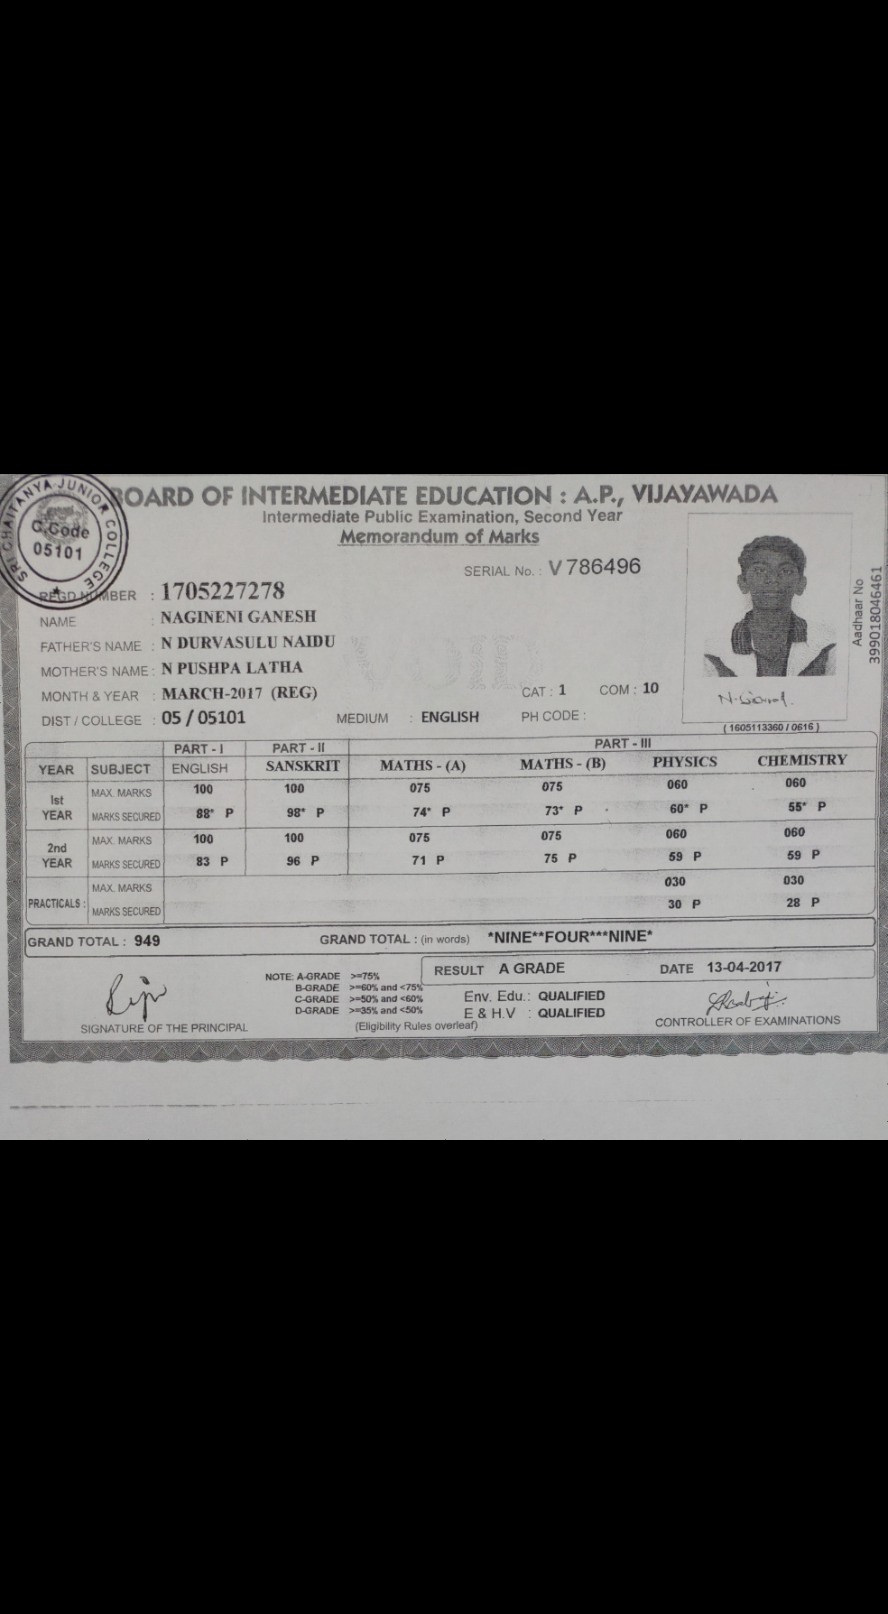 SRI CHAITANYA JUNIOR COLLEGE
C.Code
05101
BOARD OF INTERMEDIATE EDUCATION : A.P., VIJAYAWADA
Intermediate Public Examination, Second Year
Memorandum of Marks
SERIAL No. : V 786496
REGD.NUMBER : 1705227278
NAME : NAGINENI GANESH
FATHER'S NAME : N DURVASULU NAIDU
MOTHER'S NAME : N PUSHPA LATHA
MONTH & YEAR : MARCH-2017 (REG) CAT : 1 COM : 10
DIST / COLLEGE : 05 / 05101 MEDIUM : ENGLISH PH CODE :
Aadhaar No
399018046461
( 1605113360 / 0616 )
PART - I PART - II PART - III
YEAR SUBJECT ENGLISH SANSKRIT MATHS - (A) MATHS - (B) PHYSICS CHEMISTRY
Ist YEAR MAX. MARKS 100 100 075 075 060 060
MARKS SECURED 88* P 98* P 74* P 73* P 60* P 55* P
2nd YEAR MAX. MARKS 100 100 075 075 060 060
MARKS SECURED 83 P 96 P 71 P 75 P 59 P 59 P
PRACTICALS : MAX. MARKS 030 030
MARKS SECURED 30 P 28 P
GRAND TOTAL : 949 GRAND TOTAL : (in words) *NINE**FOUR***NINE*
NOTE: A-GRADE >=75%
B-GRADE >=60% and <75%
C-GRADE >=50% and <60%
D-GRADE >=35% and <50%
(Eligibility Rules overleaf)
RESULT A GRADE DATE 13-04-2017
Env. Edu.: QUALIFIED
E & H.V : QUALIFIED
SIGNATURE OF THE PRINCIPAL
CONTROLLER OF EXAMINATIONS